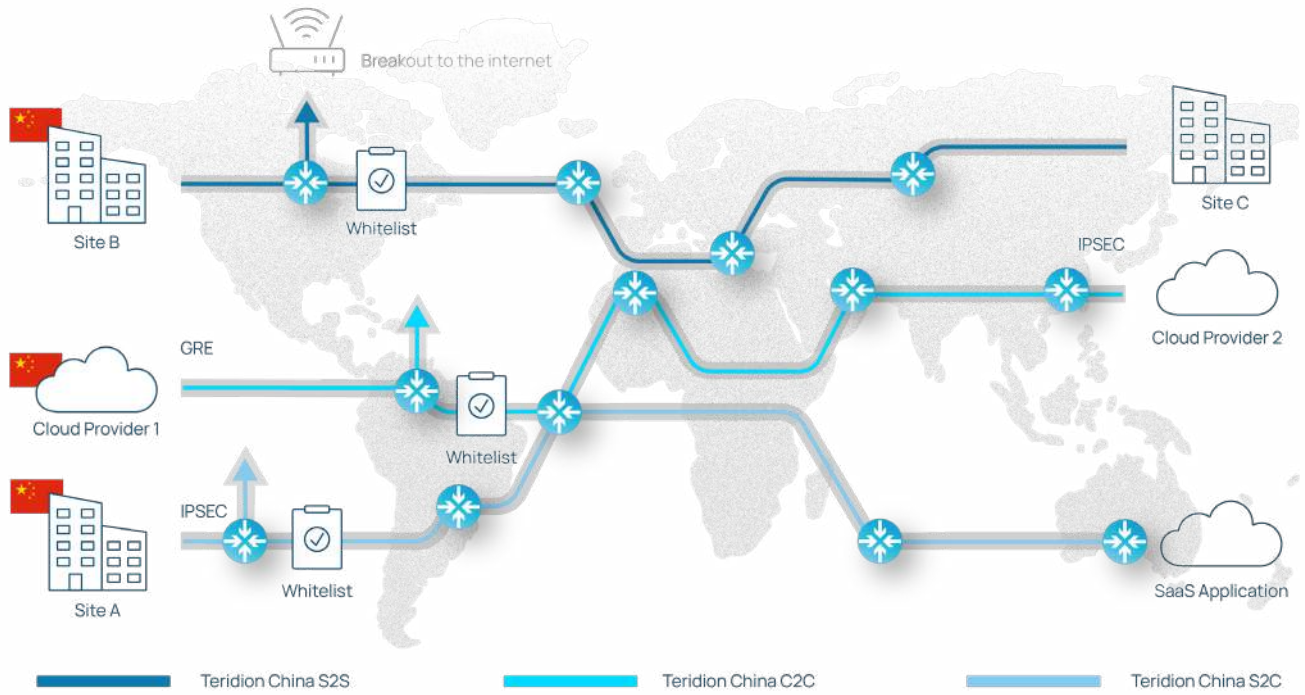 Breakout to the internet
Site B
Whitelist
Site C
IPSEC
Cloud Provider 2
GRE
Cloud Provider 1
Whitelist
IPSEC
Site A
Whitelist
SaaS Application
Teridion China S2S
Teridion China C2C
Teridion China S2C